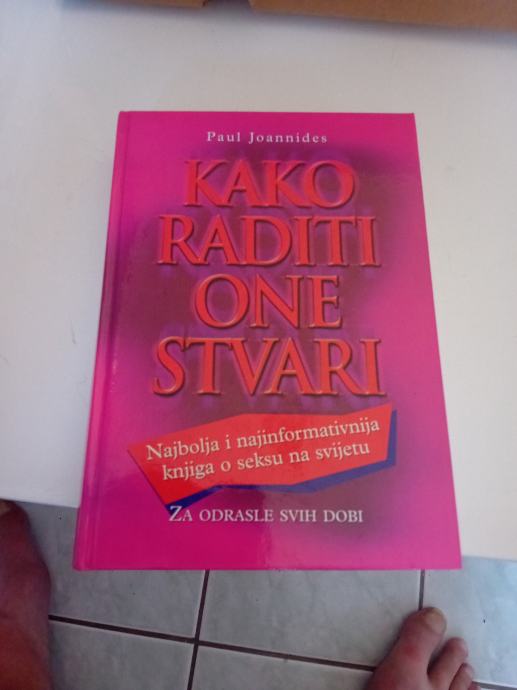 Paul Joannides
KAKO
RADITI
ONE
STVARI
Najbolja i najinformativnija
knjiga o seksu na svijetu
ZA ODRASLE SVIH DOBI